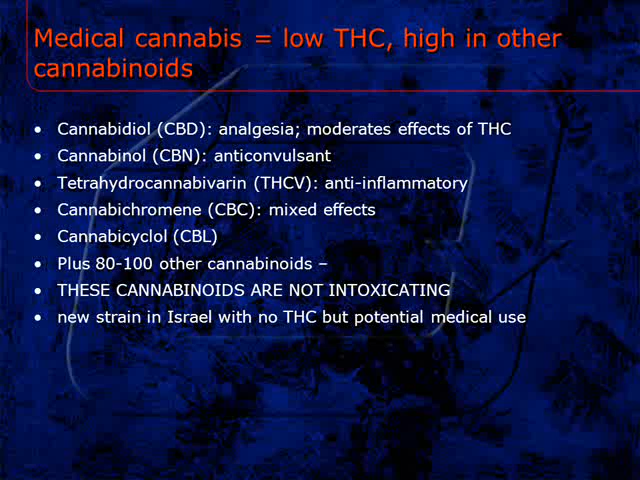 Medical cannabis = low THC, high in other
cannabinoids
• Cannabidiol (CBD): analgesia; moderates effects of THC
• Cannabinol (CBN): anticonvulsant
• Tetrahydrocannabivarin (THCV): anti-inflammatory
• Cannabichromene (CBC): mixed effects
• Cannabicyclol (CBL)
• Plus 80-100 other cannabinoids –
• THESE CANNABINOIDS ARE NOT INTOXICATING
• new strain in Israel with no THC but potential medical use